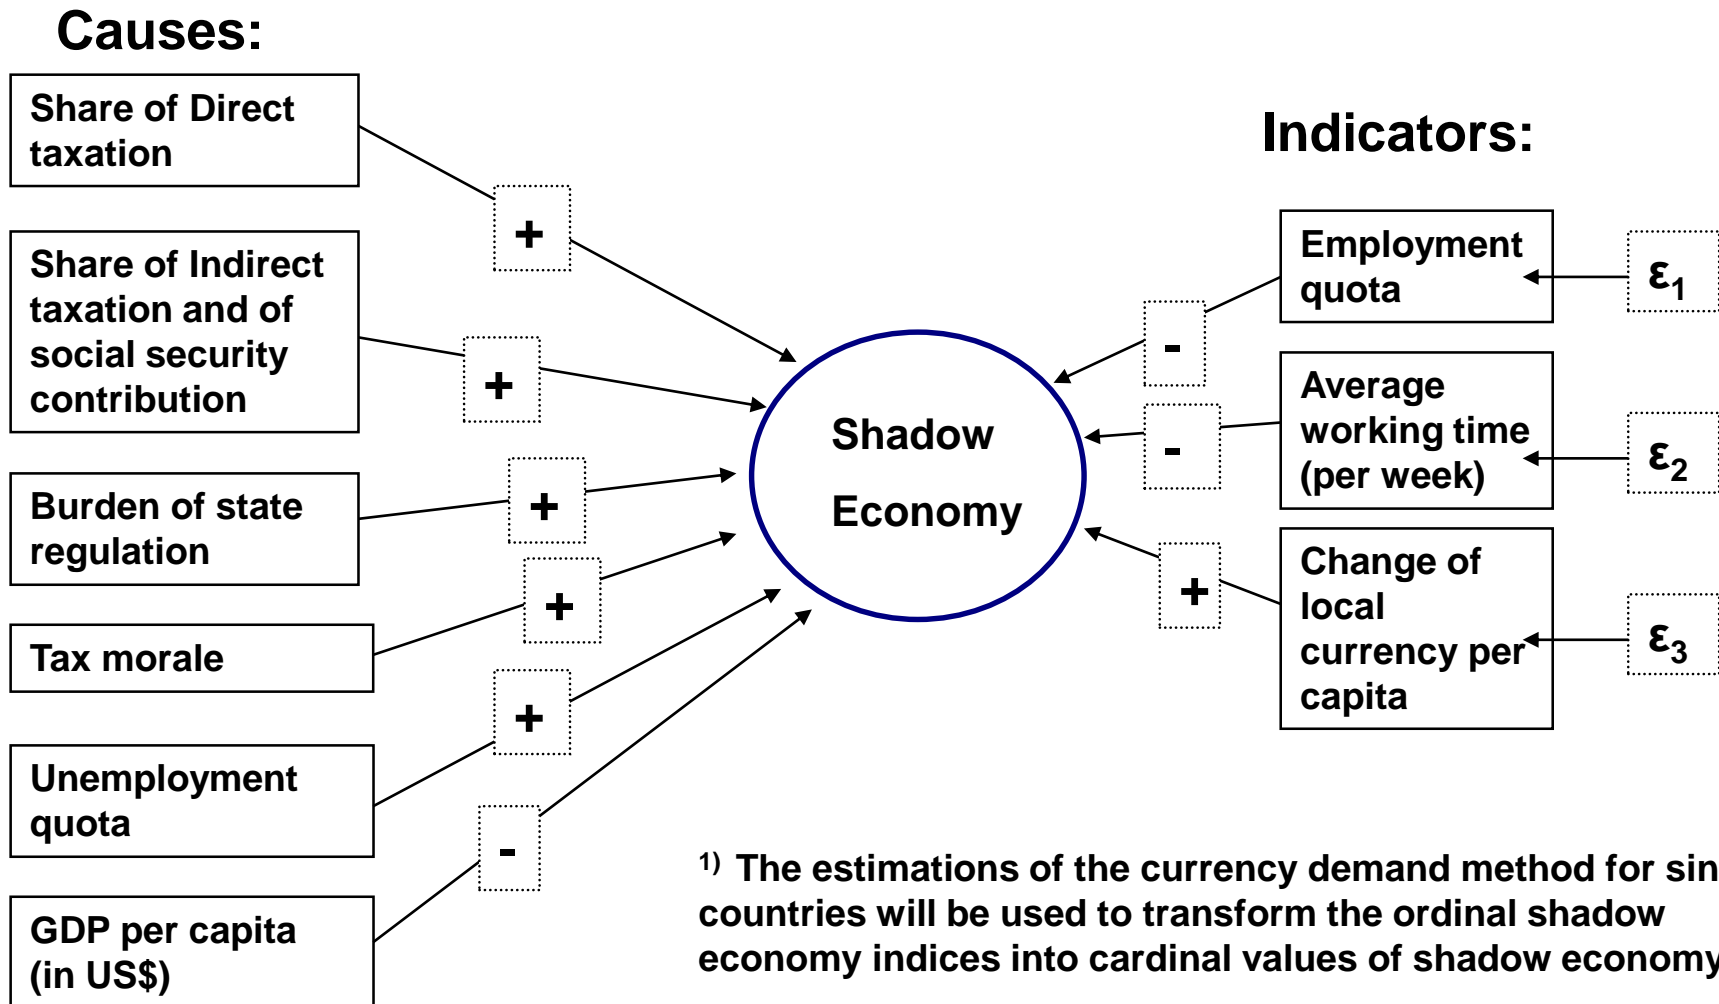 Causes:
Share of Direct
taxation
+
Share of Indirect
taxation and of
social security
contribution
+
Burden of state
regulation
+
Tax morale
+
Unemployment
quota
+
GDP per capita
(in US$)
-
Shadow
Economy
Indicators:
Employment
quota
-
ε1
Average
working time
(per week)
-
ε2
Change of
local
currency per
capita
+
ε3
1) The estimations of the currency demand method for sin
countries will be used to transform the ordinal shadow
economy indices into cardinal values of shadow economy